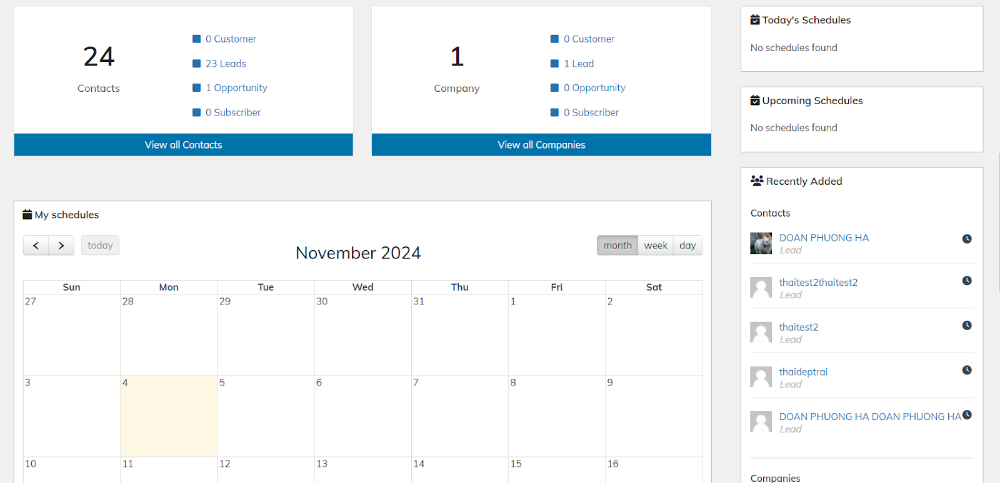 24
Contacts
0 Customer
23 Leads
1 Opportunity
0 Subscriber
View all Contacts
1
Company
0 Customer
1 Lead
0 Opportunity
0 Subscriber
View all Companies
My schedules
today
November 2024
month week day
Sun Mon Tue Wed Thu Fri Sat
27 28 29 30 31 1 2
3 4 5 6 7 8 9
10 11 12 13 14 15 16
Today's Schedules
No schedules found
Upcoming Schedules
No schedules found
Recently Added
Contacts
DOAN PHUONG HA
Lead
thaitest2thaitest2
Lead
thaitest2
Lead
thaideptrai
Lead
DOAN PHUONG HA DOAN PHUONG HA
Lead
Companies